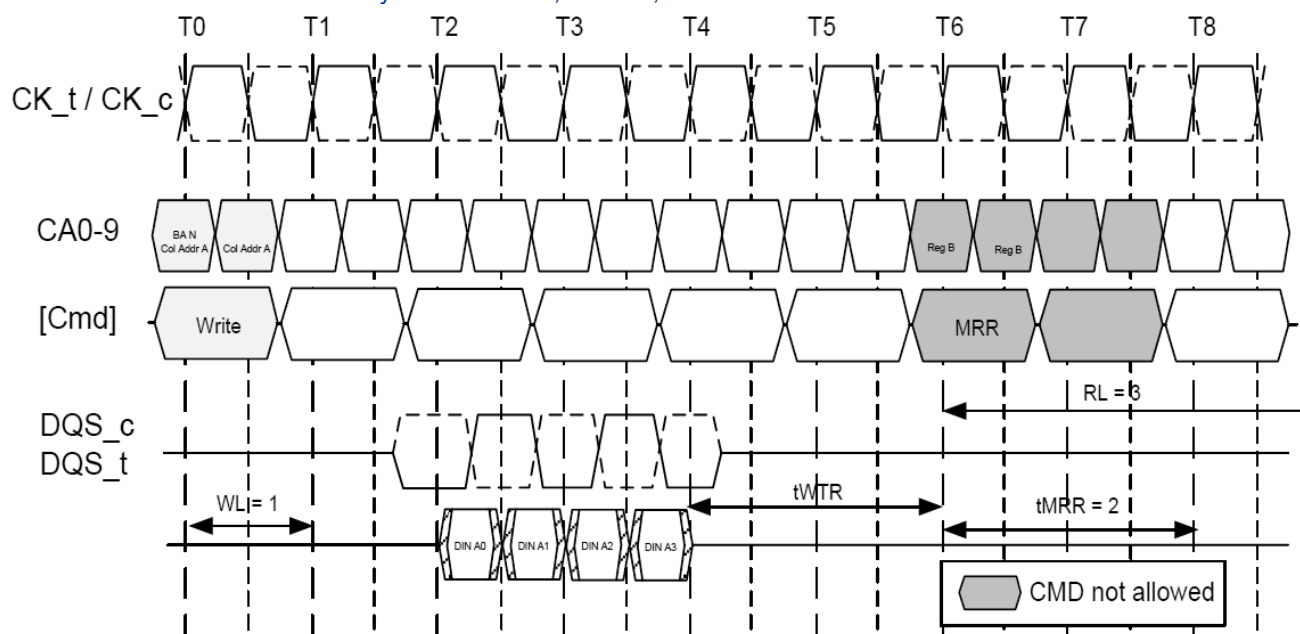 T0 T1 T2 T3 T4 T5 T6 T7 T8
CK_t / CK_c
CA0-9
BA N
Col Addr A
Col Addr A
Reg B
Reg B
[Cmd]
Write
MRR
RL = 3
DQS_c
DQS_t
WL = 1
tWTR
tMRR = 2
DIN A0 DIN A1 DIN A2 DIN A3
CMD not allowed